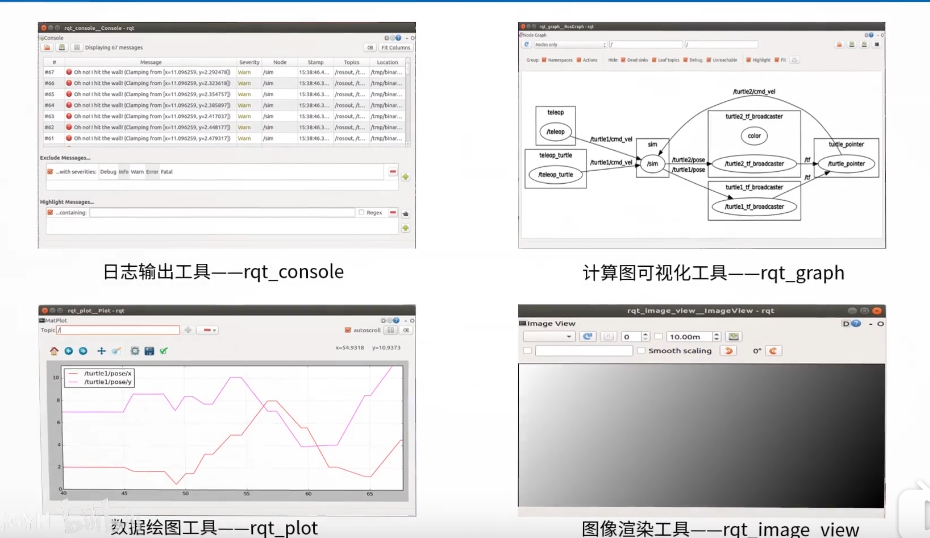 rqt_console__Console - rqt
Console
D
- O
Displaying 67 messages
Fit Columns
# Message Severity Node Stamp Topics Location
#67 Oh no! I hit the wall! (Clamping from [x=11.096259, y=2.292478]) Warn /sim 15:38:46.3... /rosout, /t... /tmp/binar...
#66 Oh no! I hit the wall! (Clamping from [x=11.096259, y=2.323618]) Warn /sim 15:38:46.3... /rosout, /t... /tmp/binar...
#65 Oh no! I hit the wall! (Clamping from [x=11.096259, y=2.354757]) Warn /sim 15:38:46.3... /rosout, /t... /tmp/binar...
#64 Oh no! I hit the wall! (Clamping from [x=11.096259, y=2.385897]) Warn /sim 15:38:46.3... /rosout, /t... /tmp/binar...
#63 Oh no! I hit the wall! (Clamping from [x=11.096259, y=2.417037]) Warn /sim 15:38:46.3... /rosout, /t... /tmp/binar...
#62 Oh no! I hit the wall! (Clamping from [x=11.096259, y=2.448177]) Warn /sim 15:38:46.3... /rosout, /t... /tmp/binar...
#61 Oh no! I hit the wall! (Clamping from [x=11.096259, y=2.479317]) Warn /sim 15:38:46.3... /rosout, /t... /tmp/binar...
Exclude Messages...
...with severities: Debug Info Warn Error Fatal
Highlight Messages...
...containing:
Regex
日志输出工具——rqt_console
rqt_graph__RosGraph - rqt
Node Graph
Nodes only
/
/
Group: Namespaces Actions Hide: Dead sinks Leaf topics Debug Unreachable Highlight Fit
/turtle2/cmd_vel
teleop
/teleop
/turtle1/cmd_vel
turtle2_tf_broadcaster
color
sim
turtle_pointer
teleop_turtle
/turtle1/cmd_vel
/sim
/turtle2/pose
/turtle2_tf_broadcaster
/tf
/turtle_pointer
/teleop_turtle
/turtle1/pose
/tf
turtle1_tf_broadcaster
/turtle1_tf_broadcaster
计算图可视化工具——rqt_graph
rqt_plot__Plot - rqt
MatPlot
D
- O
Topic /
autoscroll
x=54.9318 y=10.9373
/turtle1/pose/x
/turtle1/pose/y
10
8
6
4
2
0
40 45 50 55 60 65
数据绘图工具——rqt_plot
rqt_image_view__ImageView - rqt
Image View
D
- O
0
10.00m
Smooth scaling
0°
图像渲染工具——rqt_image_view